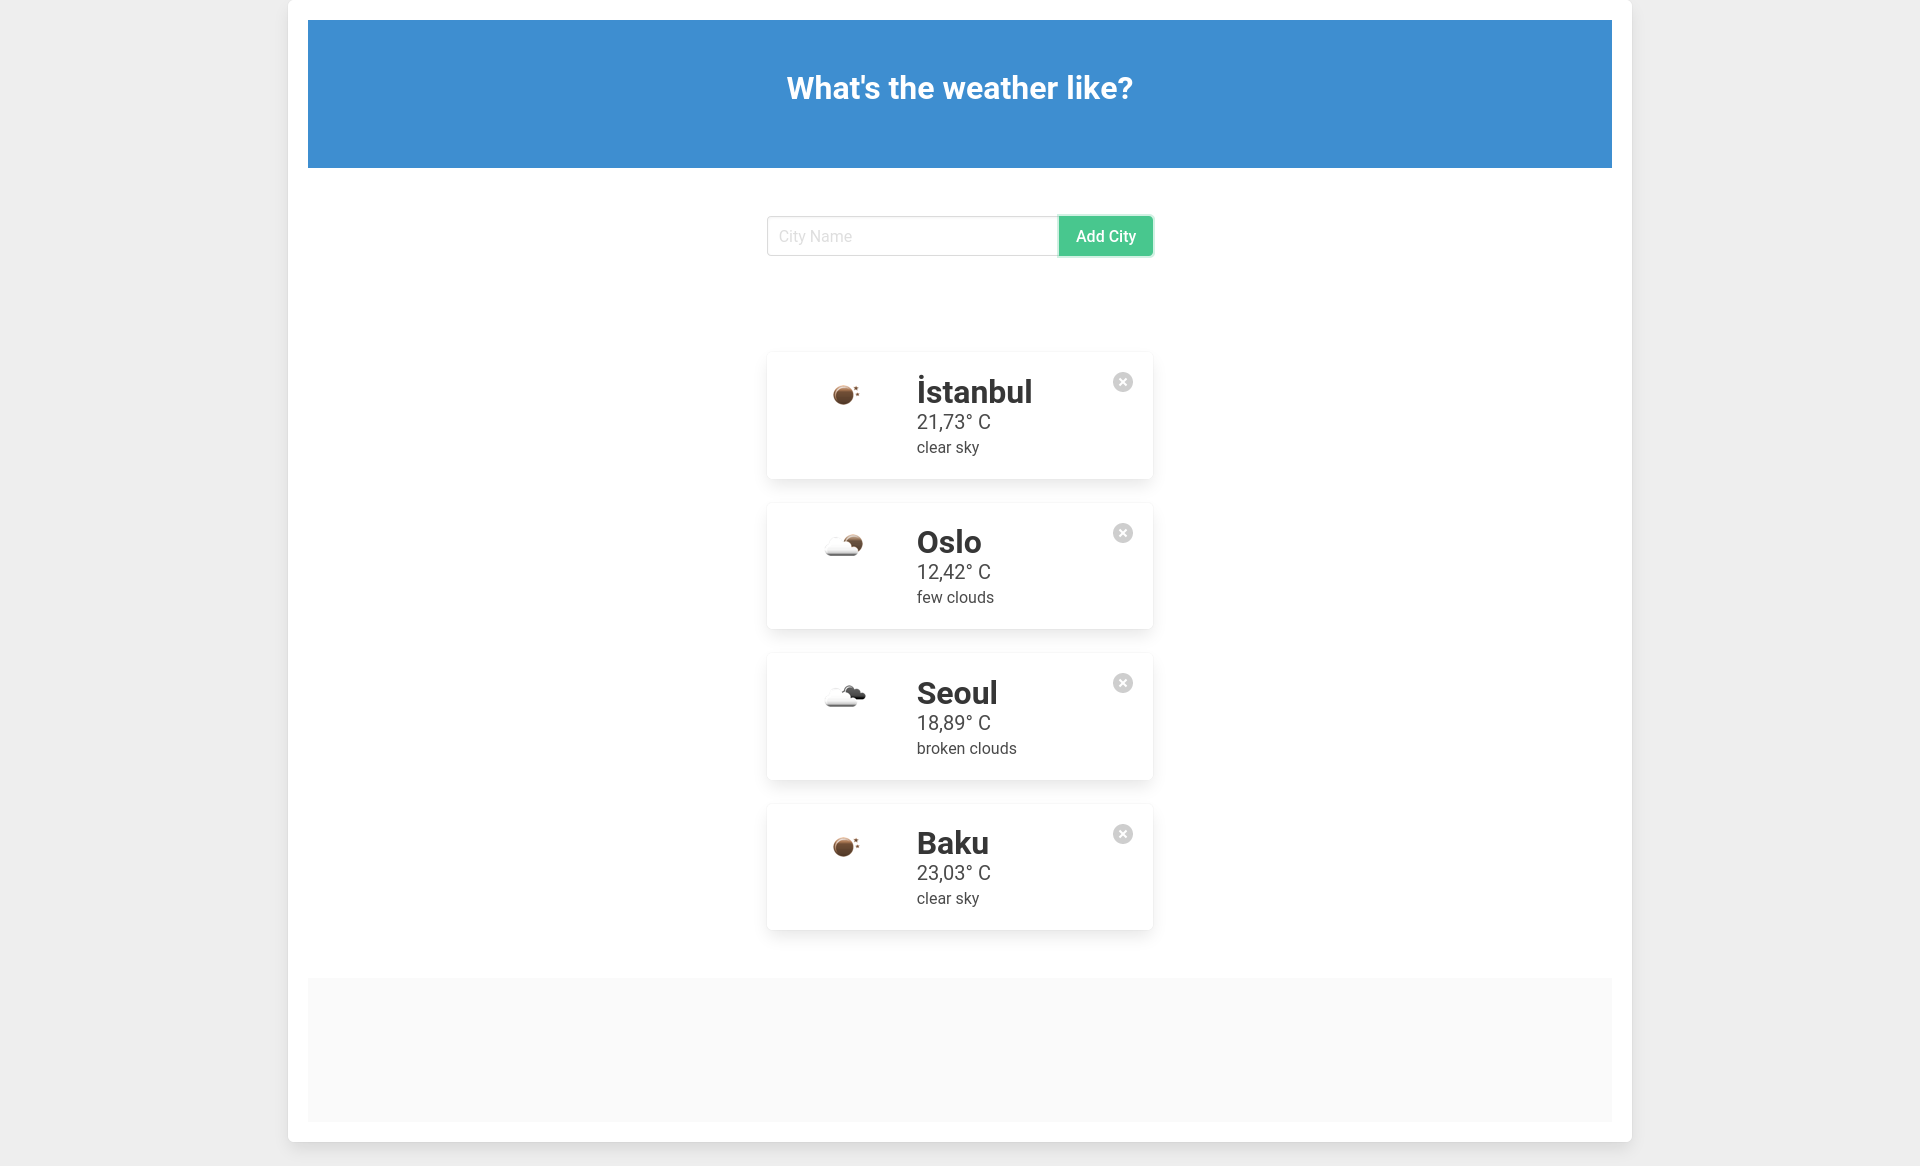 What's the weather like?
City Name
Add City
İstanbul
21,73° C
clear sky
Oslo
12,42° C
few clouds
Seoul
18,89° C
broken clouds
Baku
23,03° C
clear sky